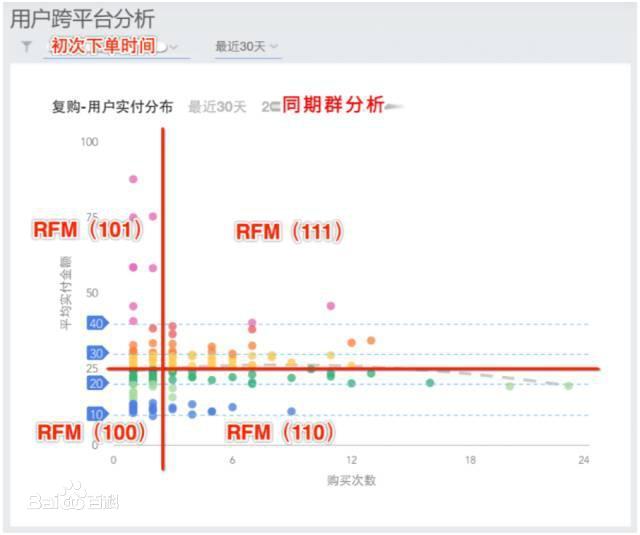 用户跨平台分析
初次下单时间
最近30天
复购-用户实付分布 最近30天 2 同期群分析
100
75
RFM（101）
RFM（111）
平均实付金额
50
40
30
25
20
10
RFM（100）
RFM（110）
0
0 6 12 18 24
购买次数
Bai百科